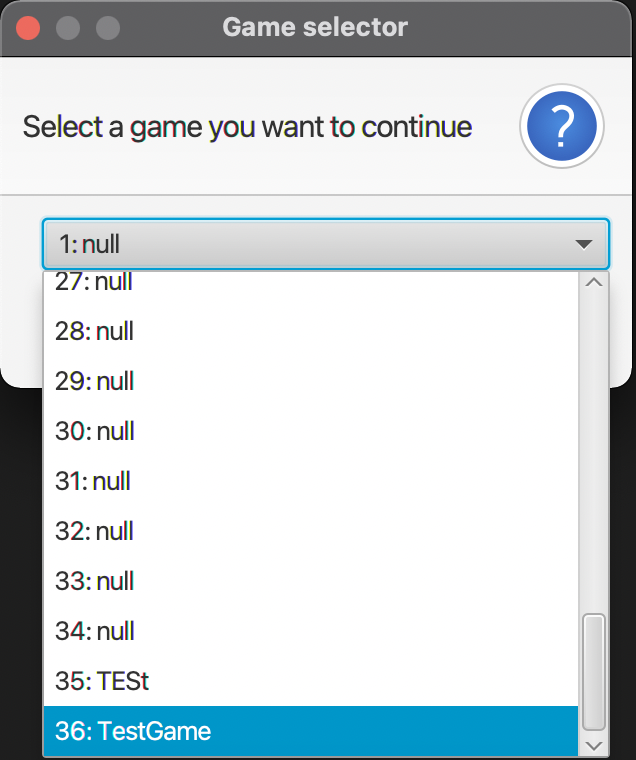 Game selector
Select a game you want to continue
?
1: null
27: null
28: null
29: null
30: null
31: null
32: null
33: null
34: null
35: TESt
36: TestGame